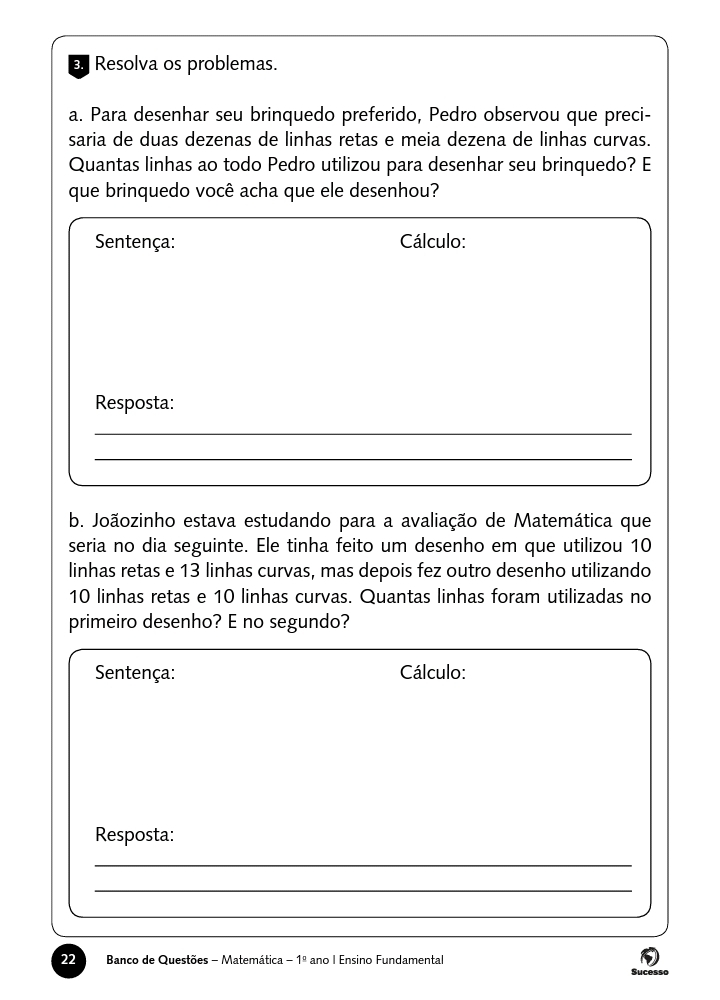 3. Resolva os problemas.
a. Para desenhar seu brinquedo preferido, Pedro observou que preci-
saria de duas dezenas de linhas retas e meia dezena de linhas curvas.
Quantas linhas ao todo Pedro utilizou para desenhar seu brinquedo? E
que brinquedo você acha que ele desenhou?
Sentença: Cálculo:
Resposta:
b. Joãozinho estava estudando para a avaliação de Matemática que
seria no dia seguinte. Ele tinha feito um desenho em que utilizou 10
linhas retas e 13 linhas curvas, mas depois fez outro desenho utilizando
10 linhas retas e 10 linhas curvas. Quantas linhas foram utilizadas no
primeiro desenho? E no segundo?
Sentença: Cálculo:
Resposta:
22 Banco de Questões – Matemática – 1º ano | Ensino Fundamental
Sucesso